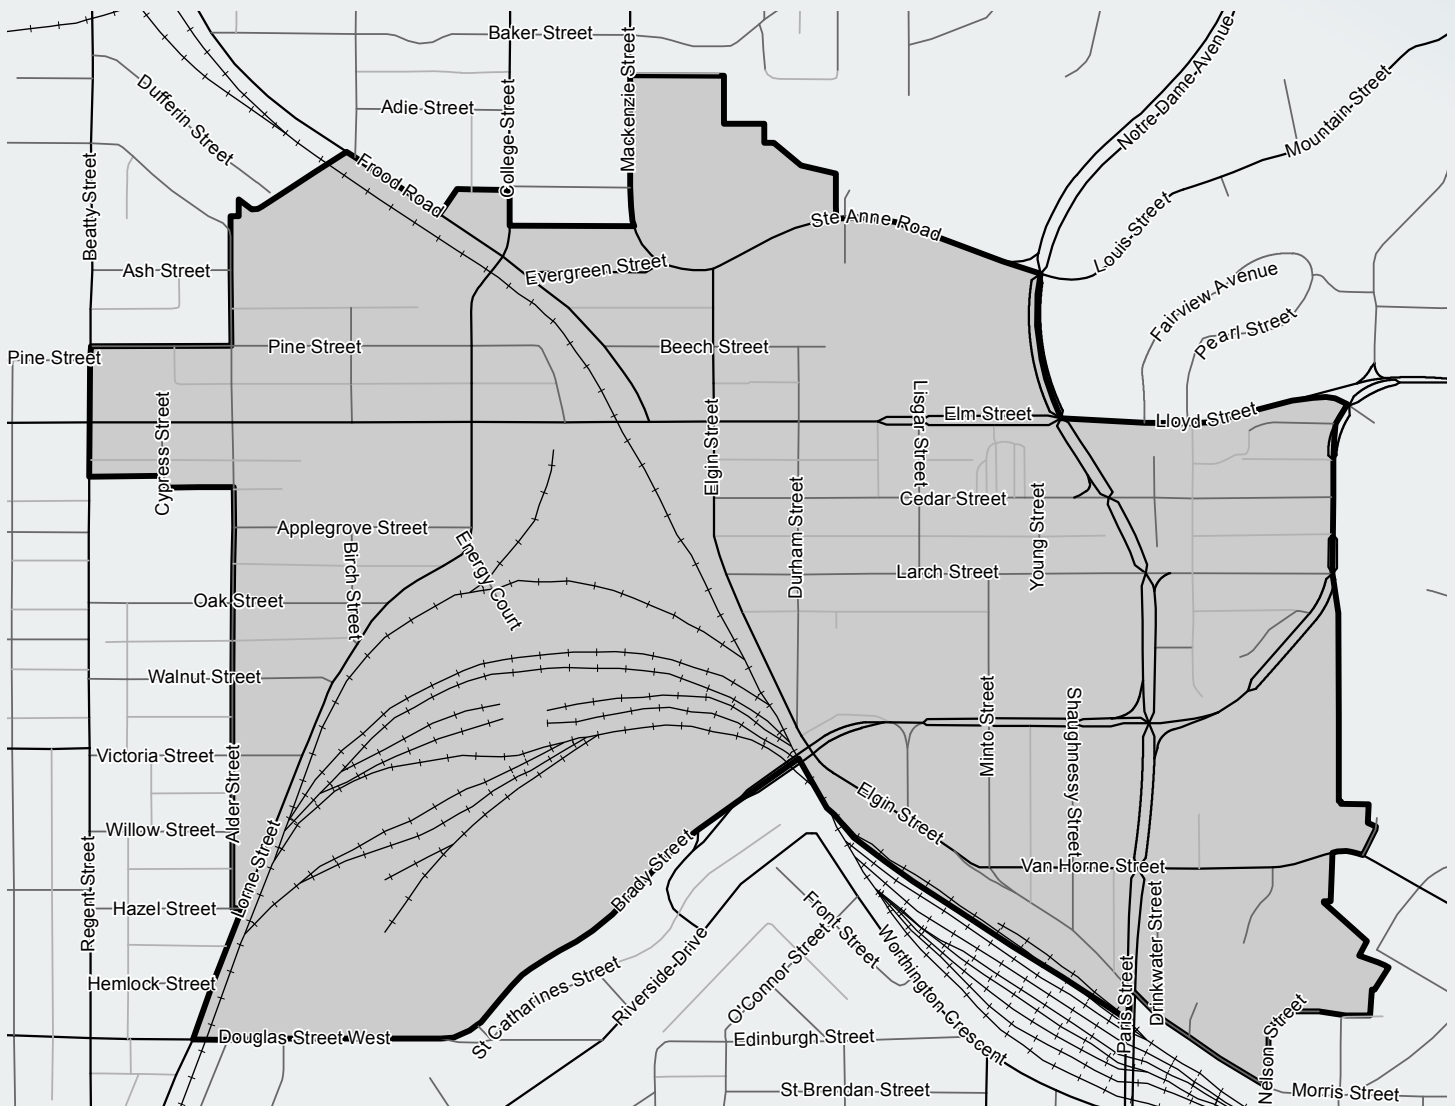 Baker Street
Mackenzie Street
Notre-Dame-Avenue
Mountain-Street
Dufferin Street
Adie Street
College-Street
Beatty-Street
Frood Road
Ste Anne Road
Louis-Street
Ash Street
Evergreen Street
Fairview Avenue
Pearl Street
Pine Street
Pine Street
Beech Street
Cypress-Street
Elgin-Street
Lisgar-Street
Elm-Street
Lloyd Street
Cedar Street
Young-Street
Durham-Street
Applegrove Street
Birch-Street
Energy Court
Larch Street
Oak Street
Walnut Street
Minto-Street
Shaughnessy Street
Victoria Street
Alder-Street
Willow Street
Lorne-Street
Elgin-Street
Van Horne Street
Regent-Street
Hazel Street
Brady Street
Front-Street
Worthington-Crescent
Drinkwater-Street
Paris Street
Hemlock Street
St Catharines Street
Riverside-Drive
O'Connor-Street
Nelson-Street
Douglas Street West
Edinburgh Street
St Brendan Street
Morris Street